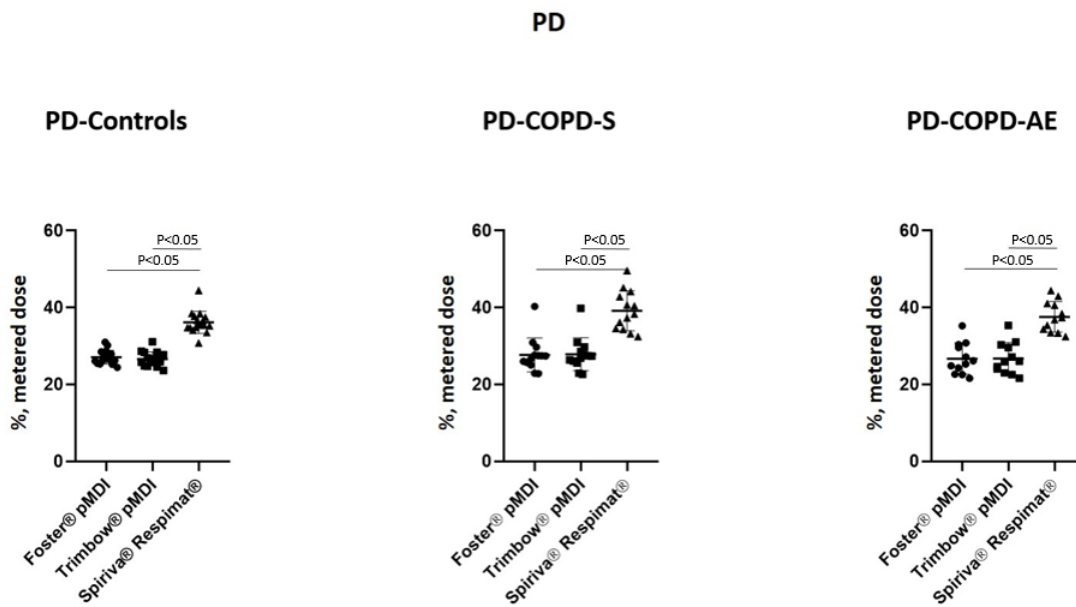 PD
PD-Controls
PD-COPD-S
PD-COPD-AE
%, metered dose
60
40
20
0
P<0.05
P<0.05
Foster® pMDI
Trimbow® pMDI
Spiriva® Respimat®
%, metered dose
60
40
20
0
P<0.05
P<0.05
Foster® pMDI
Trimbow® pMDI
Spiriva® Respimat®
%, metered dose
60
40
20
0
P<0.05
P<0.05
Foster® pMDI
Trimbow® pMDI
Spiriva® Respimat®